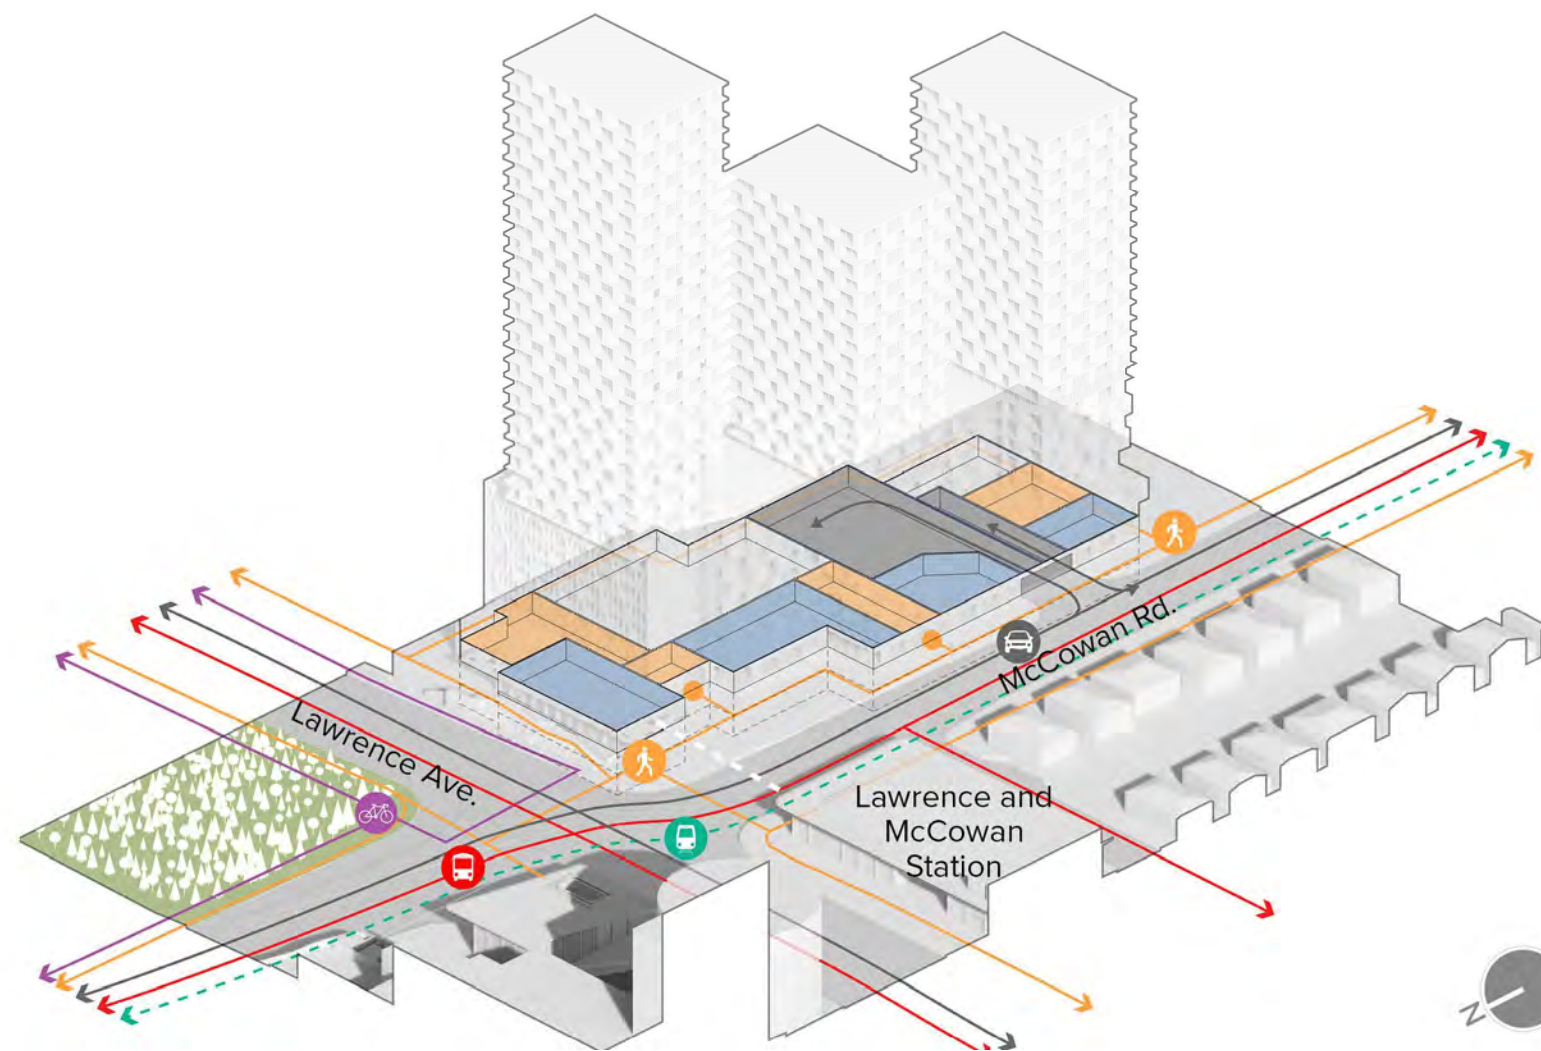 McCowan Rd.
Lawrence Ave.
Lawrence and
McCowan
Station
N